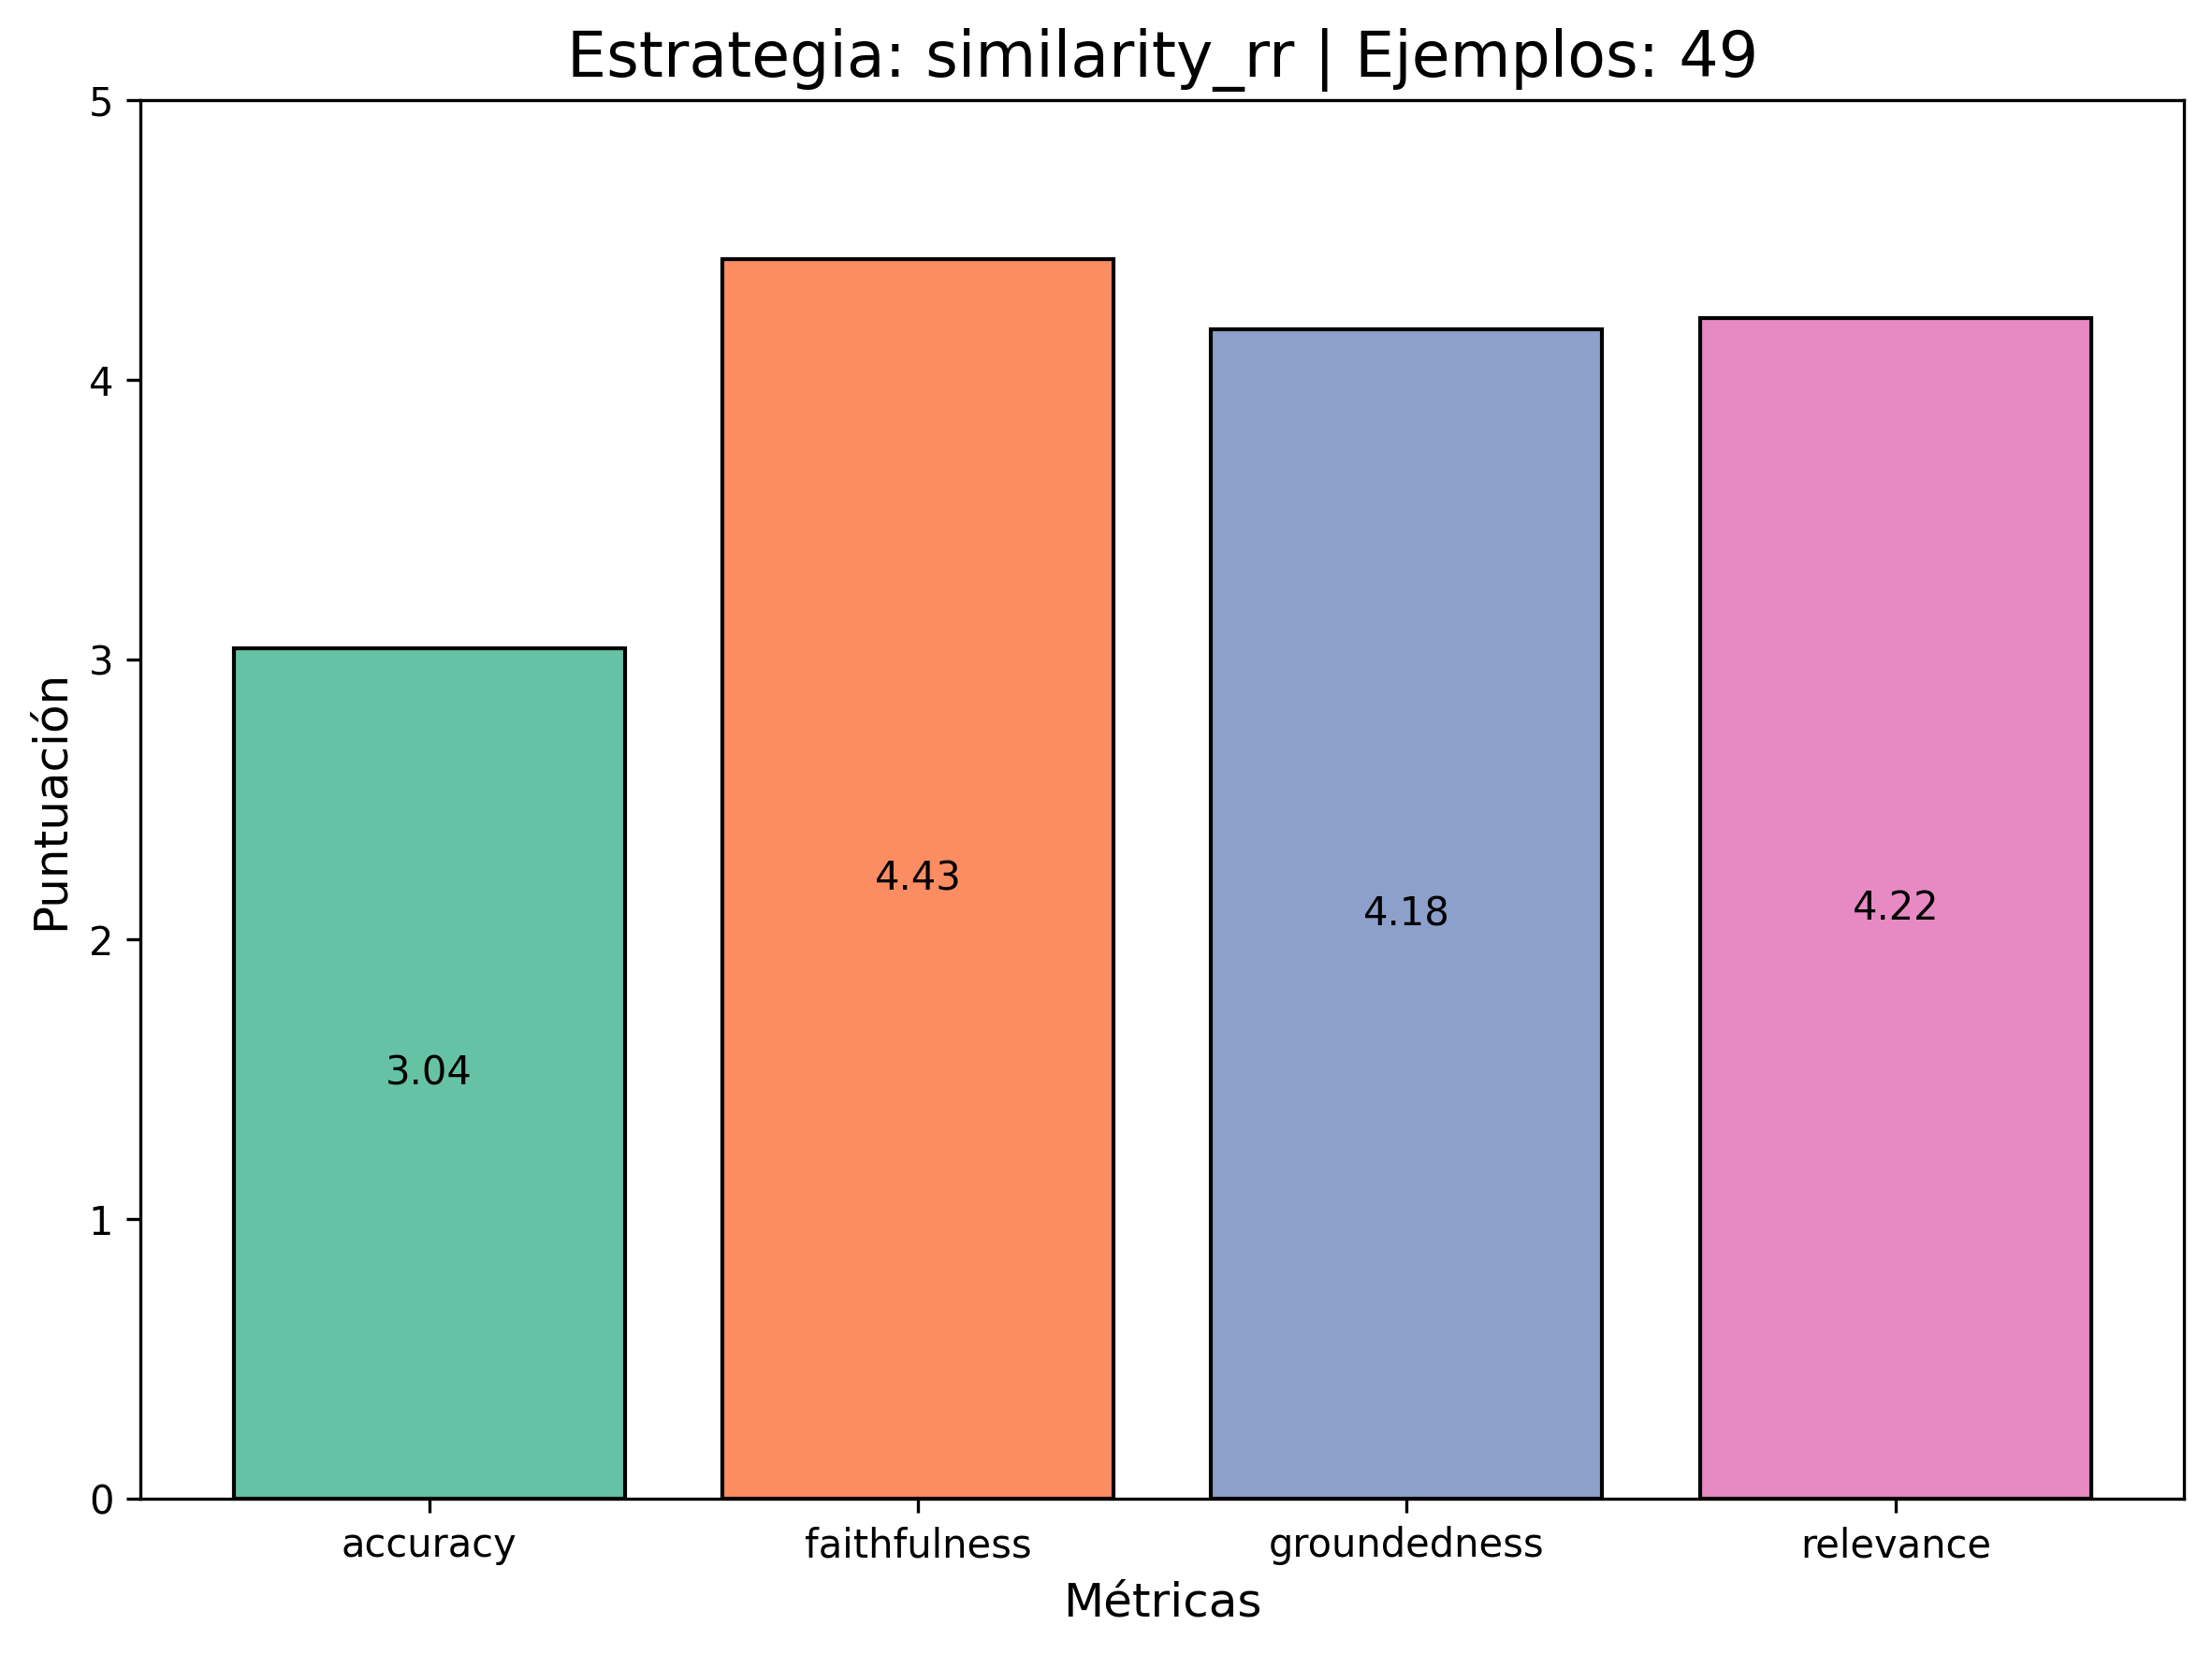 Estrategia: similarity_rr | Ejemplos: 49
5
4
3
2
1
0
Puntuación
3.04
4.43
4.18
4.22
accuracy
faithfulness
groundedness
relevance
Métricas